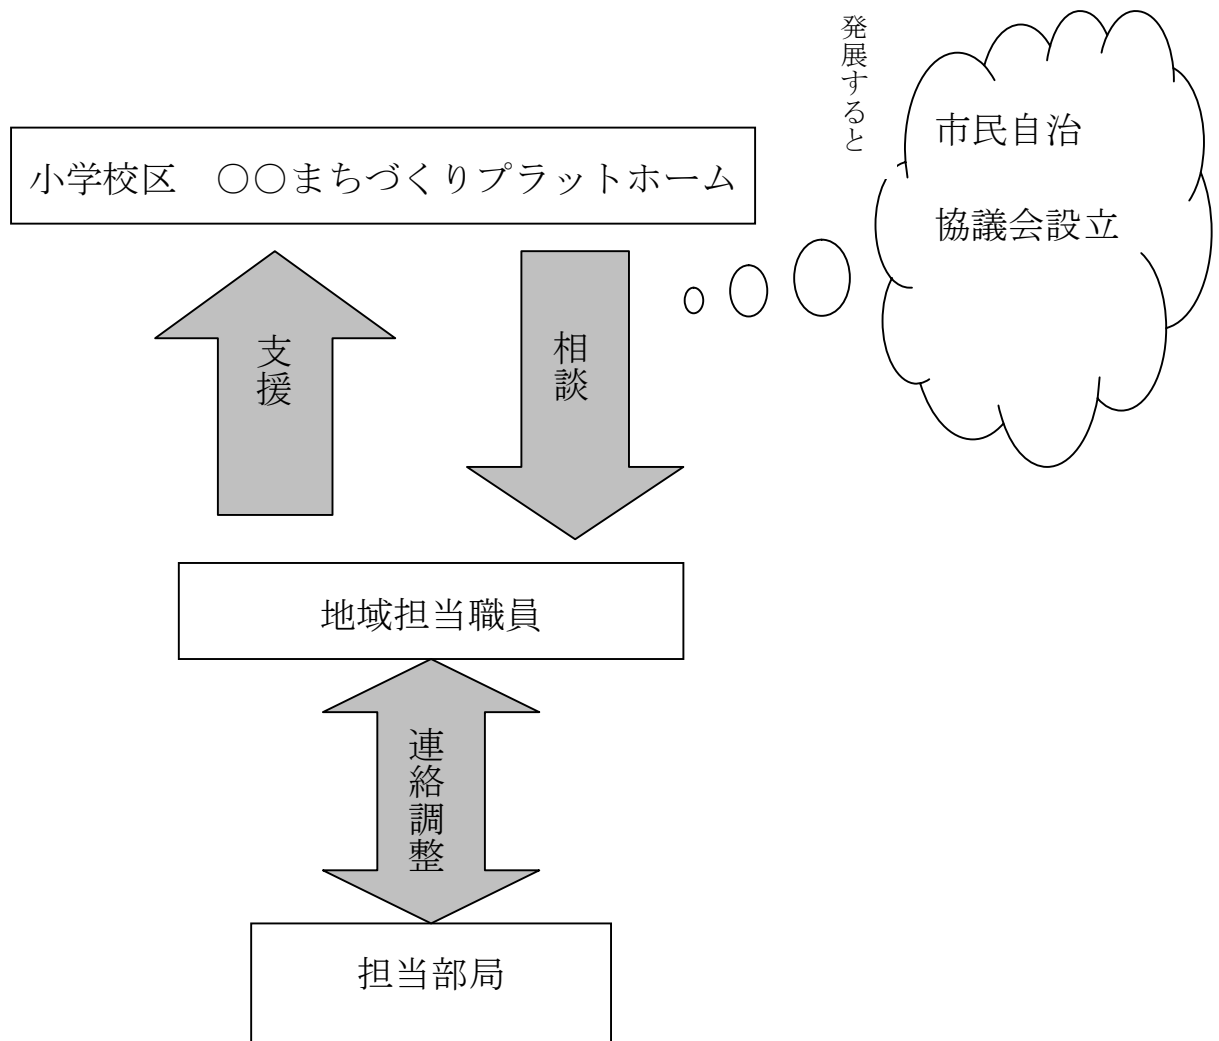 発展すると
市民自治
協議会設立
小学校区　○○まちづくりプラットホーム
支援
相談
地域担当職員
連絡調整
担当部局